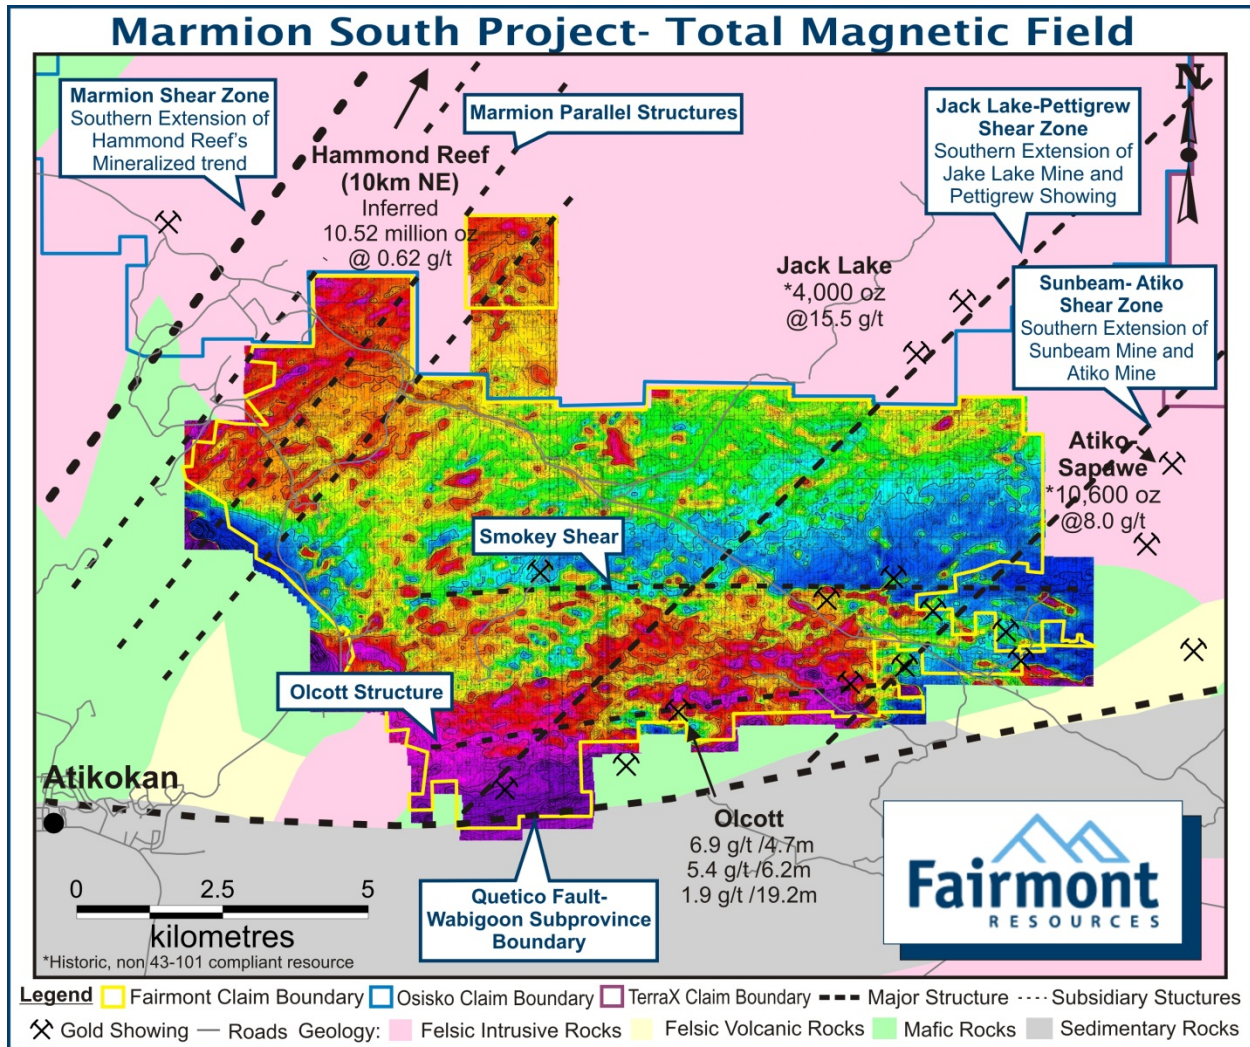 Marmion South Project- Total Magnetic Field
Marmion Shear Zone
Southern Extension of
Hammond Reef's
Mineralized trend
Marmion Parallel Structures
Hammond Reef
(10km NE)
Inferred
10.52 million oz
@ 0.62 g/t
Jack Lake-Pettigrew
Shear Zone
Southern Extension of
Jake Lake Mine and
Pettigrew Showing
N
Jack Lake
*4,000 oz
@15.5 g/t
Sunbeam- Atiko
Shear Zone
Southern Extension of
Sunbeam Mine and
Atiko Mine
Atiko-
Sapawe
*10,600 oz
@8.0 g/t
Smokey Shear
Olcott Structure
Atikokan
Olcott
6.9 g/t /4.7m
5.4 g/t /6.2m
1.9 g/t /19.2m
Quetico Fault-
Wabigoon Subprovince
Boundary
0 2.5 5
kilometres
*Historic, non 43-101 compliant resource
Fairmont
RESOURCES
Legend Fairmont Claim Boundary Osisko Claim Boundary TerraX Claim Boundary Major Structure Subsidiary Stuctures
Gold Showing Roads Geology: Felsic Intrusive Rocks Felsic Volcanic Rocks Mafic Rocks Sedimentary Rocks